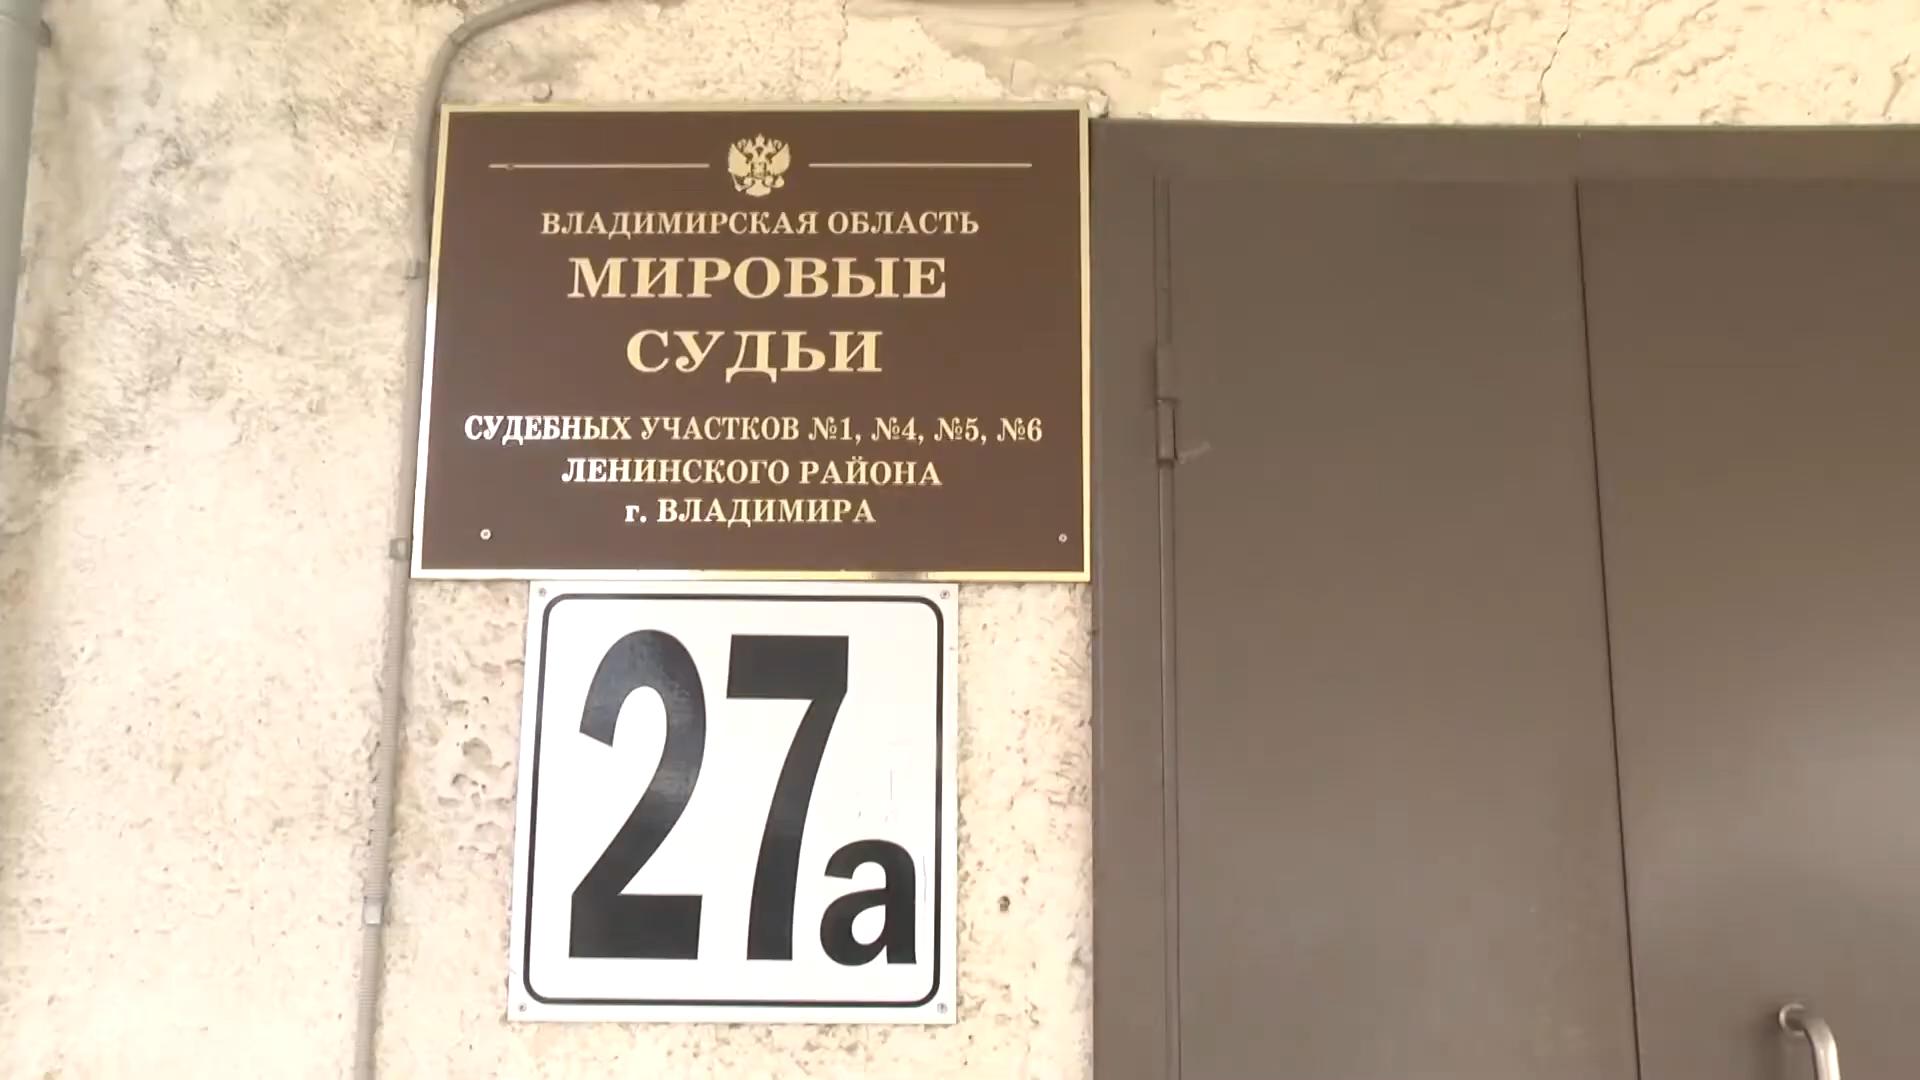 ВЛАДИМИРСКАЯ ОБЛАСТЬ
МИРОВЫЕ
СУДЬИ
СУДЕБНЫХ УЧАСТКОВ №1, №4, №5, №6
ЛЕНИНСКОГО РАЙОНА
г. ВЛАДИМИРА
27а